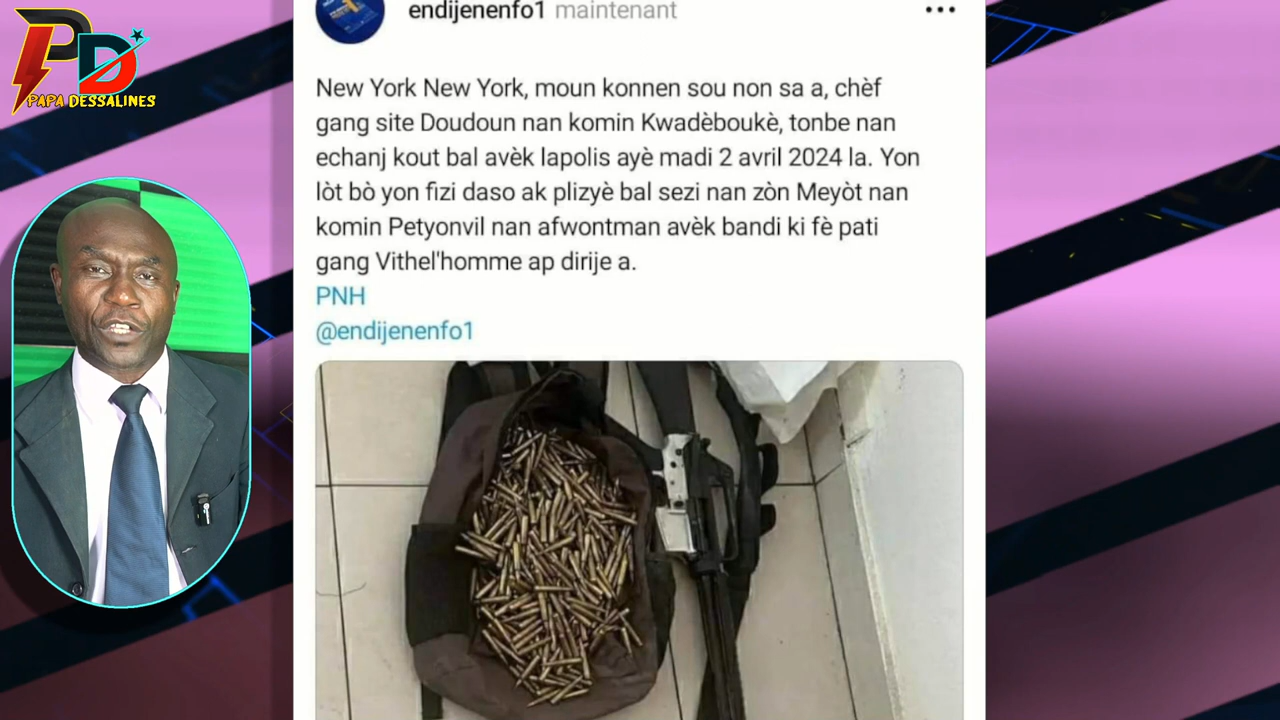 PD
PAPA DESSALINES
endijenenfo1 maintenant
New York New York, moun konnen sou non sa a, chèf
gang site Doudoun nan komin Kwadèboukè, tonbe nan
echanj kout bal avèk lapolis ayè madi 2 avril 2024 la. Yon
lòt bò yon fizi daso ak plizyè bal sezi nan zòn Meyòt nan
komin Petyonvil nan afwontman avèk bandi ki fè pati
gang Vithel'homme ap dirije a.
PNH
@endijenenfo1